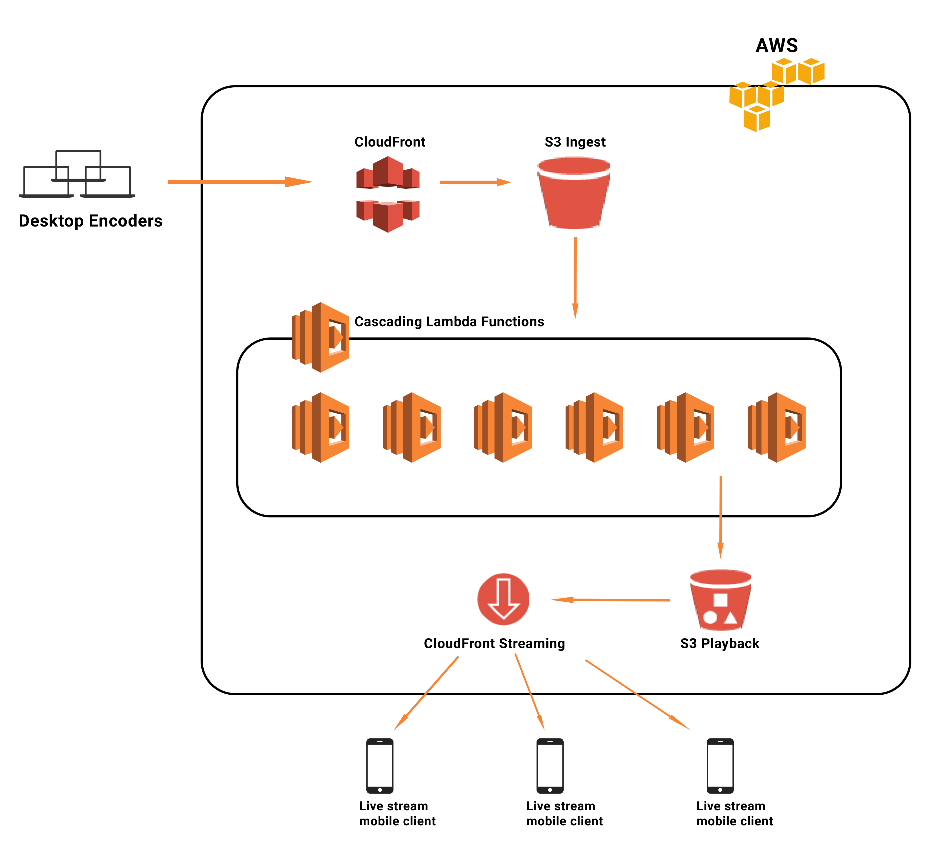 AWS
CloudFront
S3 Ingest
Desktop Encoders
Cascading Lambda Functions
CloudFront Streaming
S3 Playback
Live stream
mobile client
Live stream
mobile client
Live stream
mobile client